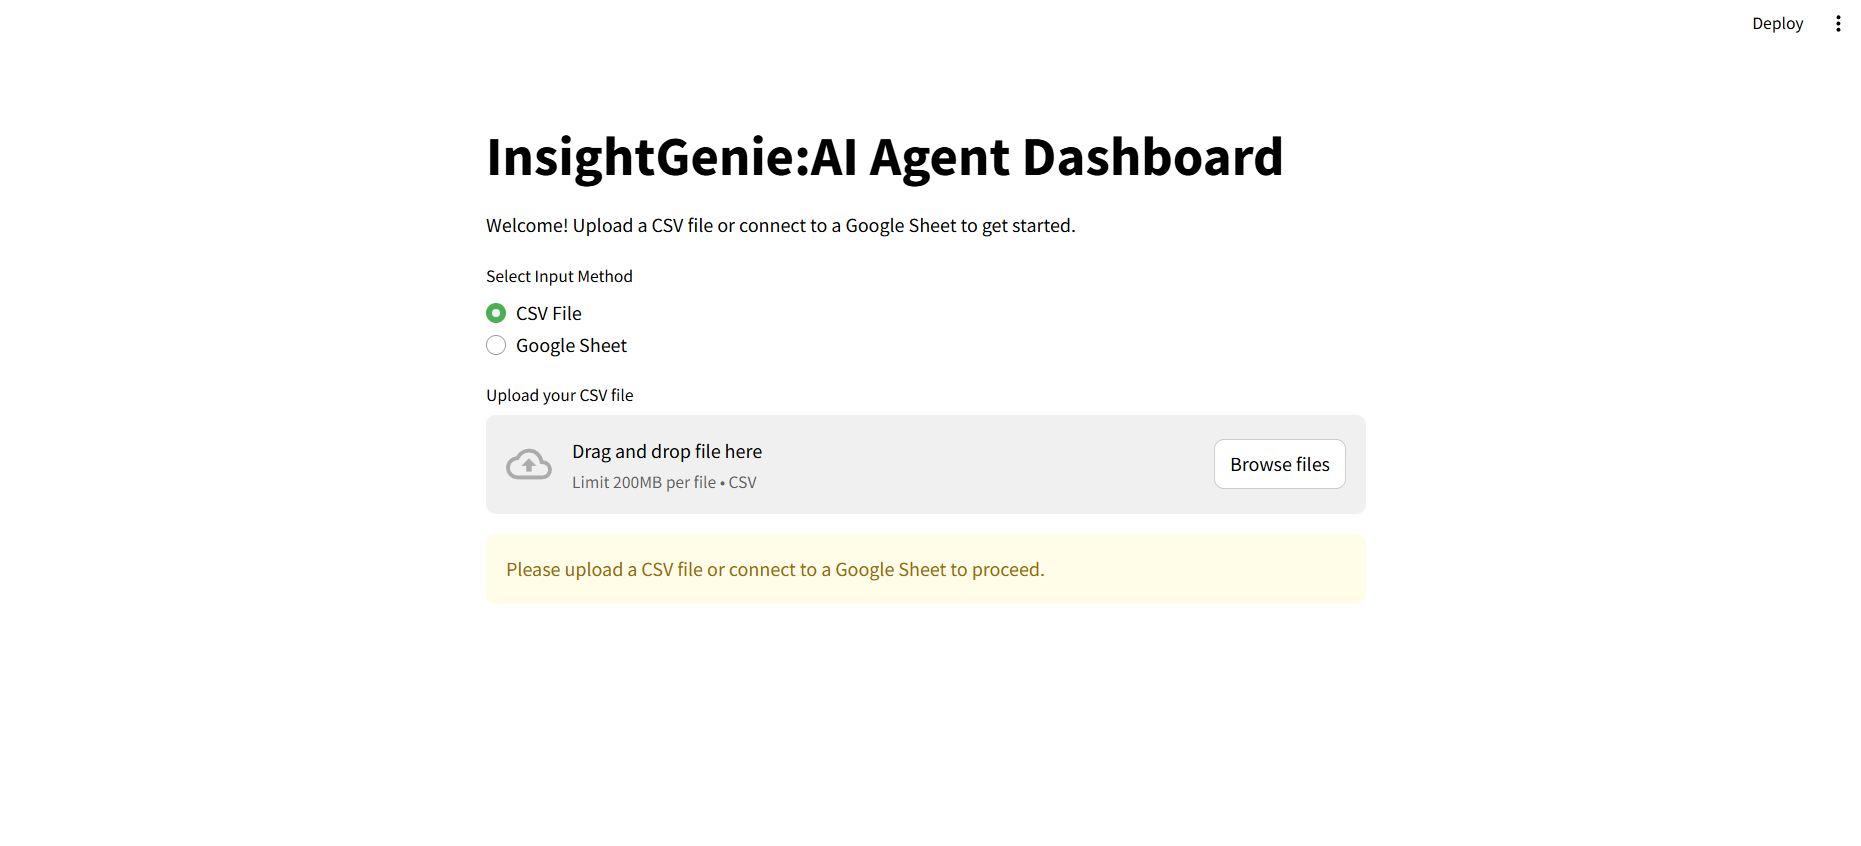 Deploy
InsightGenie:AI Agent Dashboard
Welcome! Upload a CSV file or connect to a Google Sheet to get started.
Select Input Method
CSV File
Google Sheet
Upload your CSV file
Drag and drop file here
Limit 200MB per file • CSV
Browse files
Please upload a CSV file or connect to a Google Sheet to proceed.